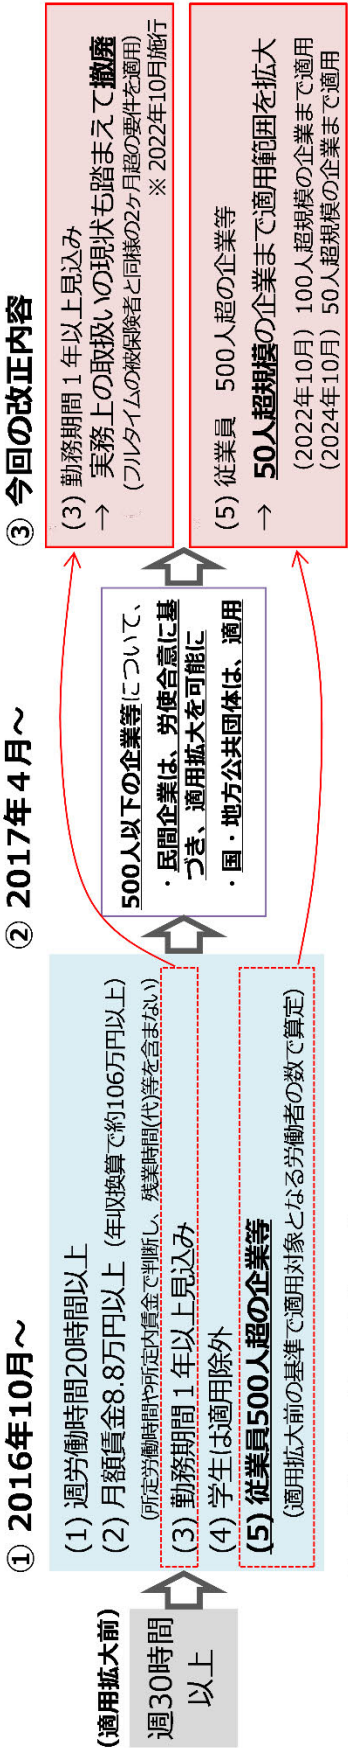 (適用拡大前)
週30時間
以上
① 2016年10月~
(1) 週労働時間20時間以上
(2) 月額賃金8.8万円以上(年収換算で約106万円以上)
(所定労働時間や所定内賃金で判断し、残業時間(代)等を含まない)
(3) 勤務期間1年以上見込み
(4) 学生は適用除外
(5) 従業員500人超の企業等
(適用拡大前の基準で適用対象となる労働者の数で算定)
② 2017年4月~
500人以下の企業等について、
・民間企業は、労使合意に基
づき、適用拡大を可能に
・国・地方公共団体は、適用
③ 今回の改正内容
(3) 勤務期間1年以上見込み
→ 実務上の取扱いの現状も踏まえて撤廃
(フルタイムの被保険者と同様の2ヶ月超の要件を適用)
※ 2022年10月施行
(5) 従業員 500人超の企業等
→ 50人超規模の企業まで適用範囲を拡大
(2022年10月) 100人超規模の企業まで適用
(2024年10月) 50人超規模の企業まで適用